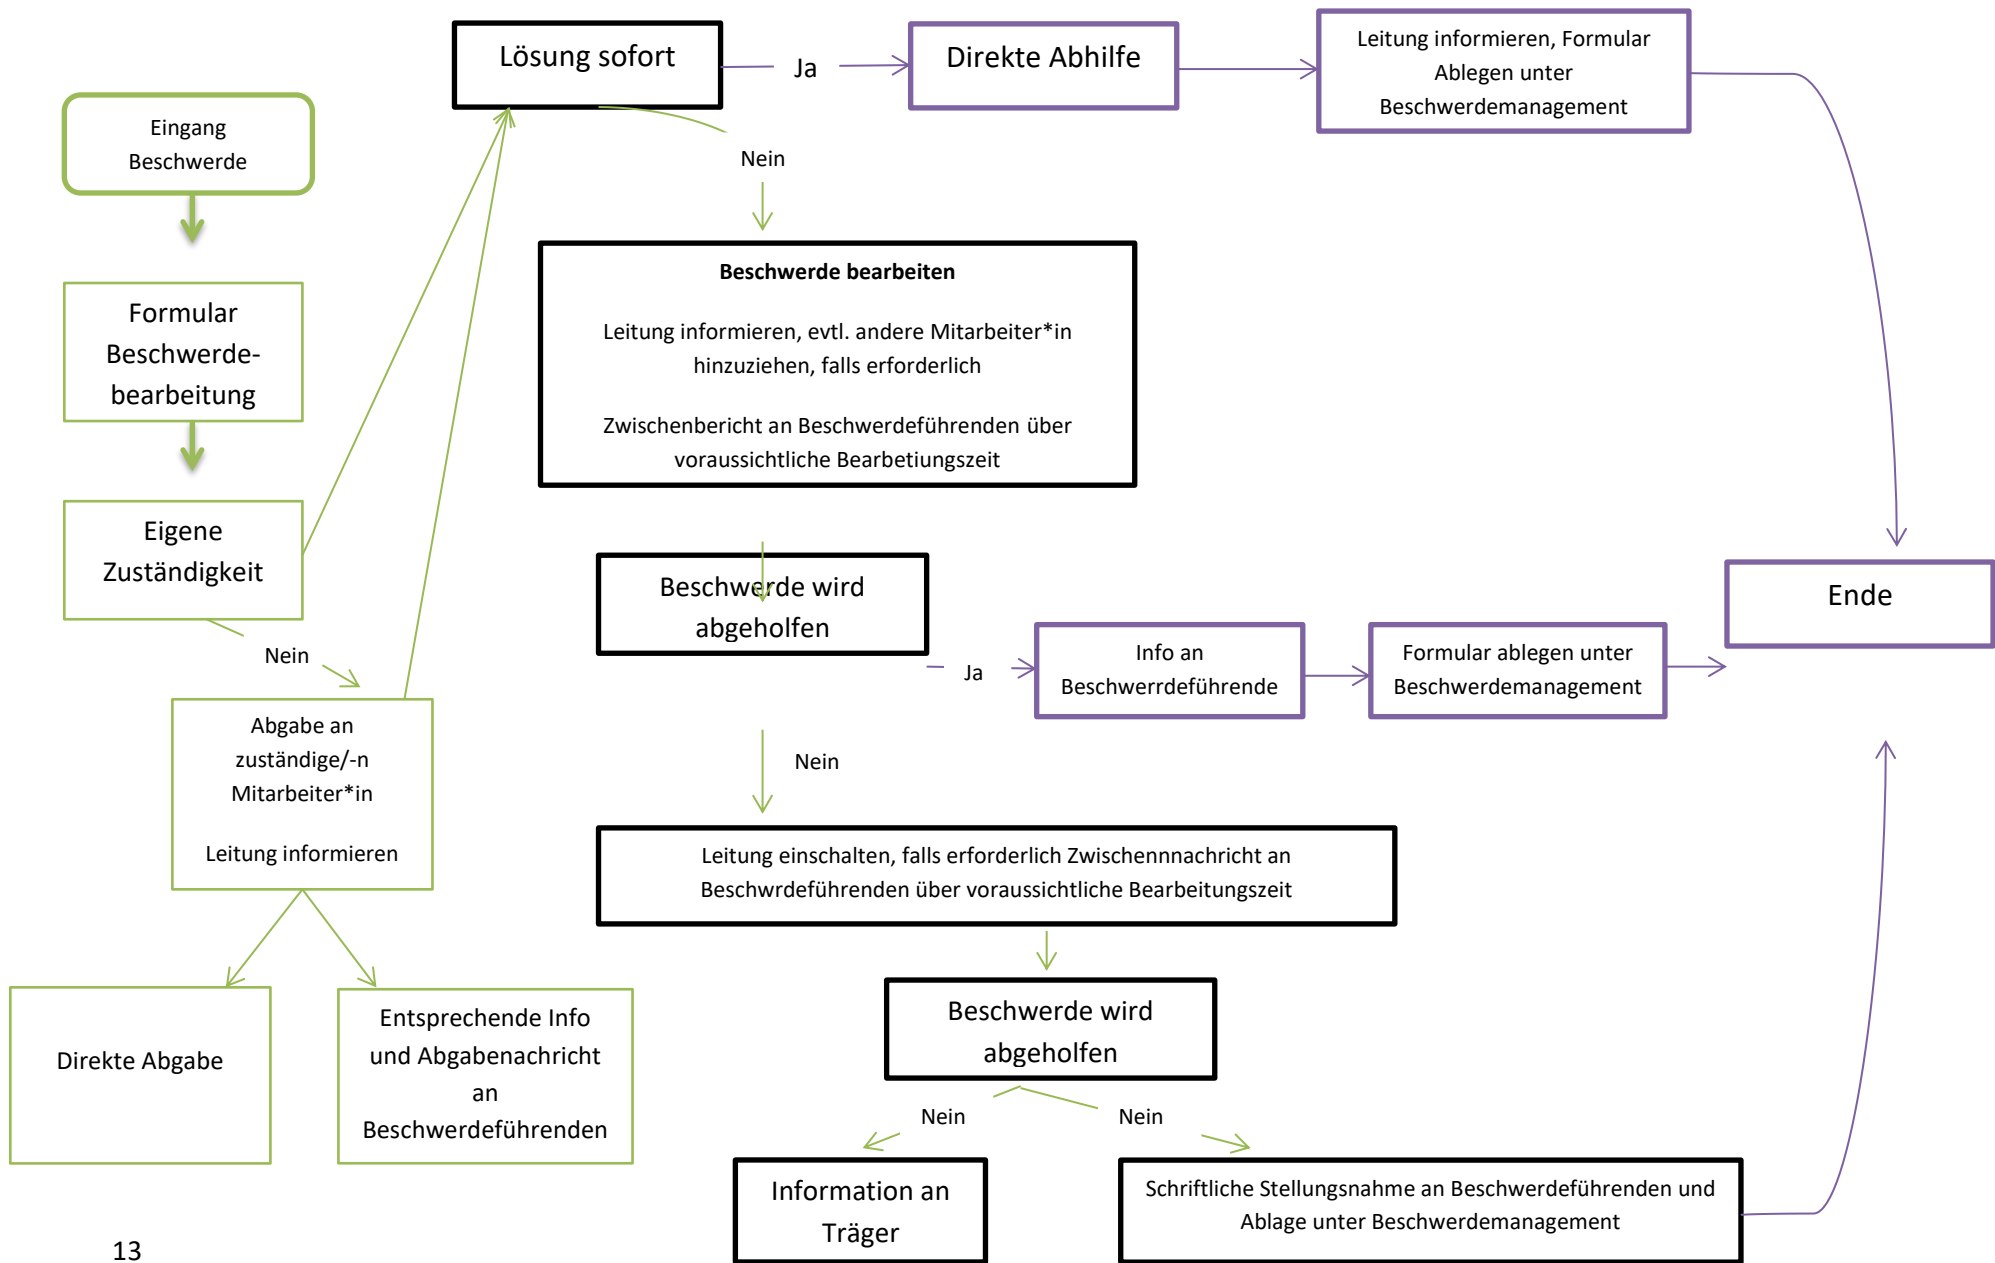 Lösung sofort
Ja
Direkte Abhilfe
Leitung informieren, Formular
Ablegen unter
Beschwerdemanagement
Eingang
Beschwerde
Nein
Formular
Beschwerde-
bearbeitung
Beschwerde bearbeiten
Leitung informieren, evtl. andere Mitarbeiter*in
hinzuziehen, falls erforderlich
Zwischenbericht an Beschwerdeführenden über
voraussichtliche Bearbetiungszeit
Eigene
Zuständigkeit
Nein
Beschwerde wird
abgeholfen
Ja
Info an
Beschwerrdeführende
Formular ablegen unter
Beschwerdemanagement
Ende
Abgabe an
zuständige/-n
Mitarbeiter*in
Leitung informieren
Nein
Leitung einschalten, falls erforderlich Zwischennnachricht an
Beschwrdeführenden über voraussichtliche Bearbeitungszeit
Direkte Abgabe
Entsprechende Info
und Abgabenachricht
an
Beschwerdeführenden
Beschwerde wird
abgeholfen
Nein
Nein
Information an
Träger
Schriftliche Stellungsnahme an Beschwerdeführenden und
Ablage unter Beschwerdemanagement
13